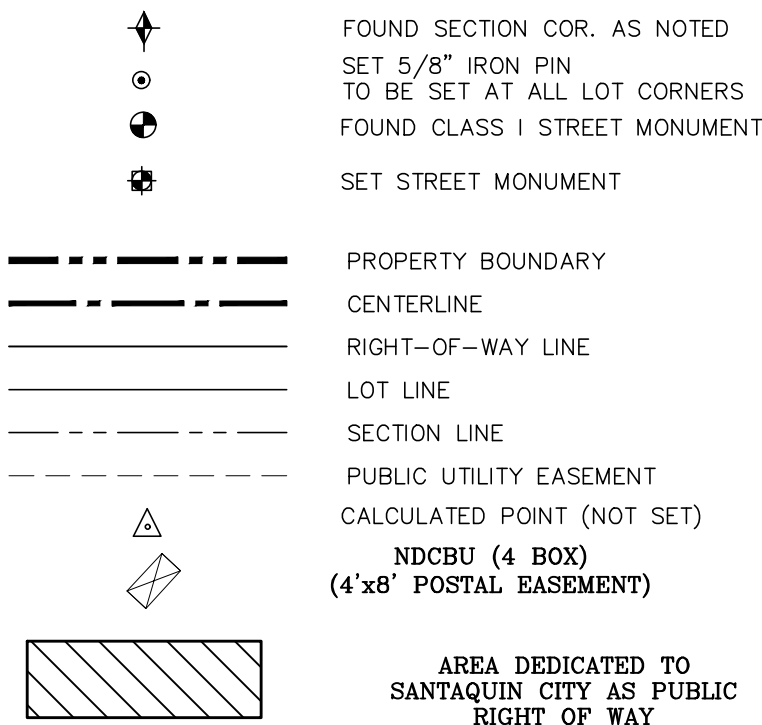 FOUND SECTION COR. AS NOTED
SET 5/8" IRON PIN
TO BE SET AT ALL LOT CORNERS
FOUND CLASS I STREET MONUMENT
SET STREET MONUMENT
PROPERTY BOUNDARY
CENTERLINE
RIGHT-OF-WAY LINE
LOT LINE
SECTION LINE
PUBLIC UTILITY EASEMENT
CALCULATED POINT (NOT SET)
NDCBU (4 BOX)
(4'x8' POSTAL EASEMENT)
AREA DEDICATED TO
SANTAQUIN CITY AS PUBLIC
RIGHT OF WAY